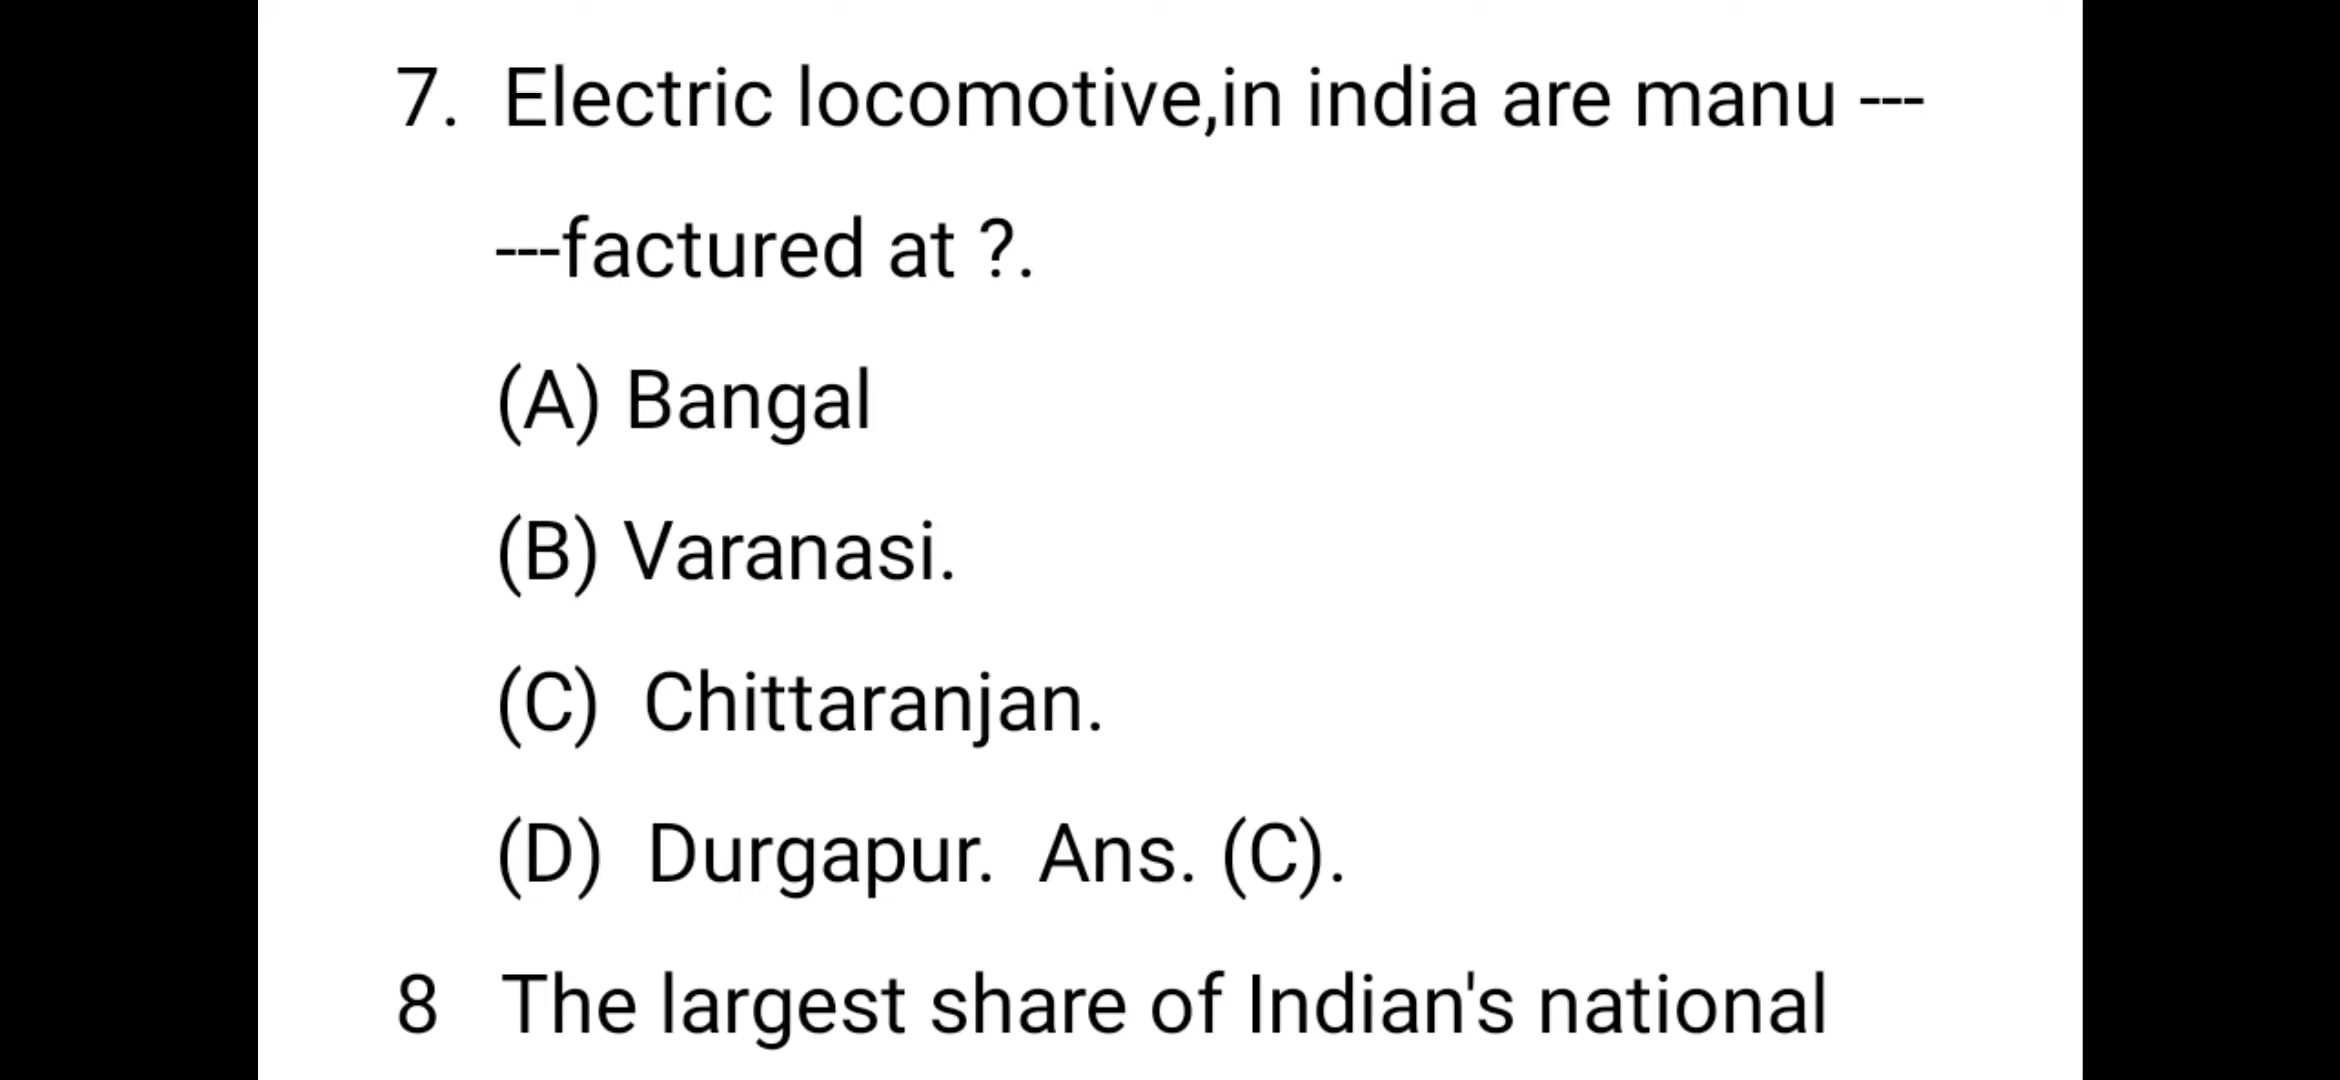 7. Electric locomotive,in india are manu ---
---factured at ?.
(A) Bangal
(B) Varanasi.
(C) Chittaranjan.
(D) Durgapur. Ans. (C).
8 The largest share of Indian's national